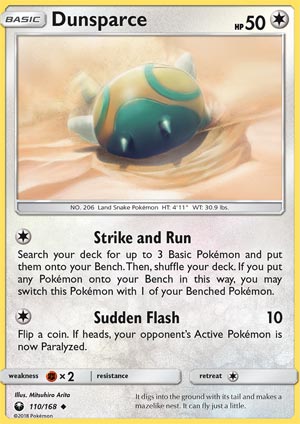 BASIC Dunsparce HP 50
NO. 206 Land Snake Pokémon HT: 4'11" WT: 30.9 lbs.
Strike and Run
Search your deck for up to 3 Basic Pokémon and put
them onto your Bench. Then, shuffle your deck. If you put
any Pokémon onto your Bench in this way, you may
switch this Pokémon with 1 of your Benched Pokémon.
Sudden Flash 10
Flip a coin. If heads, your opponent's Active Pokémon is
now Paralyzed.
weakness × 2 resistance retreat
Illus. Mitsuhiro Arita
110/168
©2018 Pokémon
It digs into the ground with its tail and makes a
mazelike nest. It can fly just a little.